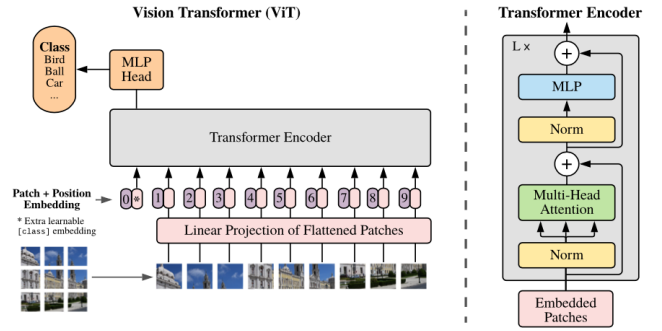 Vision Transformer (ViT)
Class
Bird
Ball
Car
...
MLP
Head
Transformer Encoder
Patch + Position
Embedding
0 * 1 2 3 4 5 6 7 8 9
* Extra learnable
[class] embedding
Linear Projection of Flattened Patches
Transformer Encoder
L x
+
MLP
Norm
+
Multi-Head
Attention
Norm
Embedded
Patches